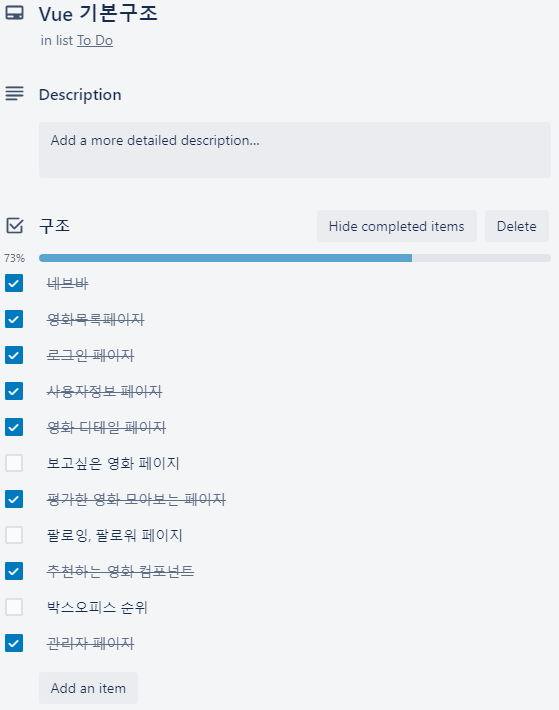 Vue 기본구조
in list To Do
Description
Add a more detailed description...
구조
Hide completed items
Delete
73%
네브바
영화목록페이지
로그인 페이지
사용자정보 페이지
영화 디테일 페이지
보고싶은 영화 페이지
평가한 영화 모아보는 페이지
팔로잉, 팔로워 페이지
추천하는 영화 컴포넌트
박스오피스 순위
관리자 페이지
Add an item